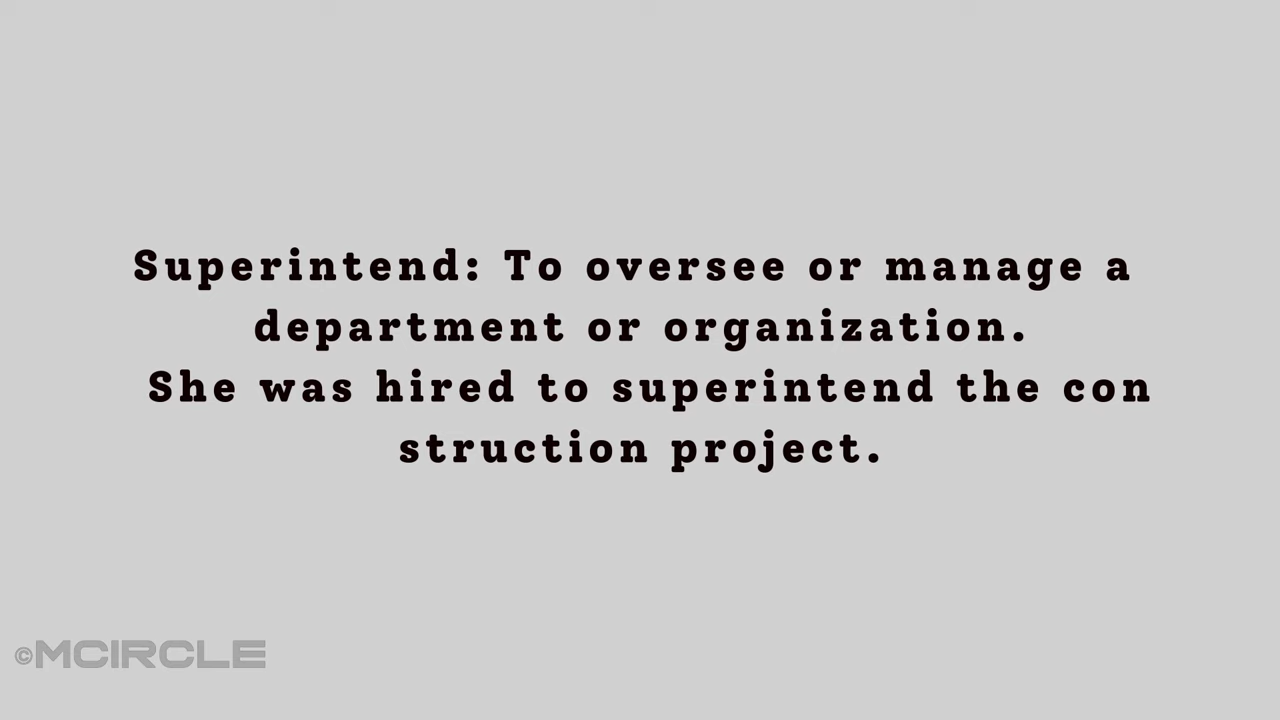 Superintend: To oversee or manage a
department or organization.
She was hired to superintend the con
struction project.
©MCIRCLE